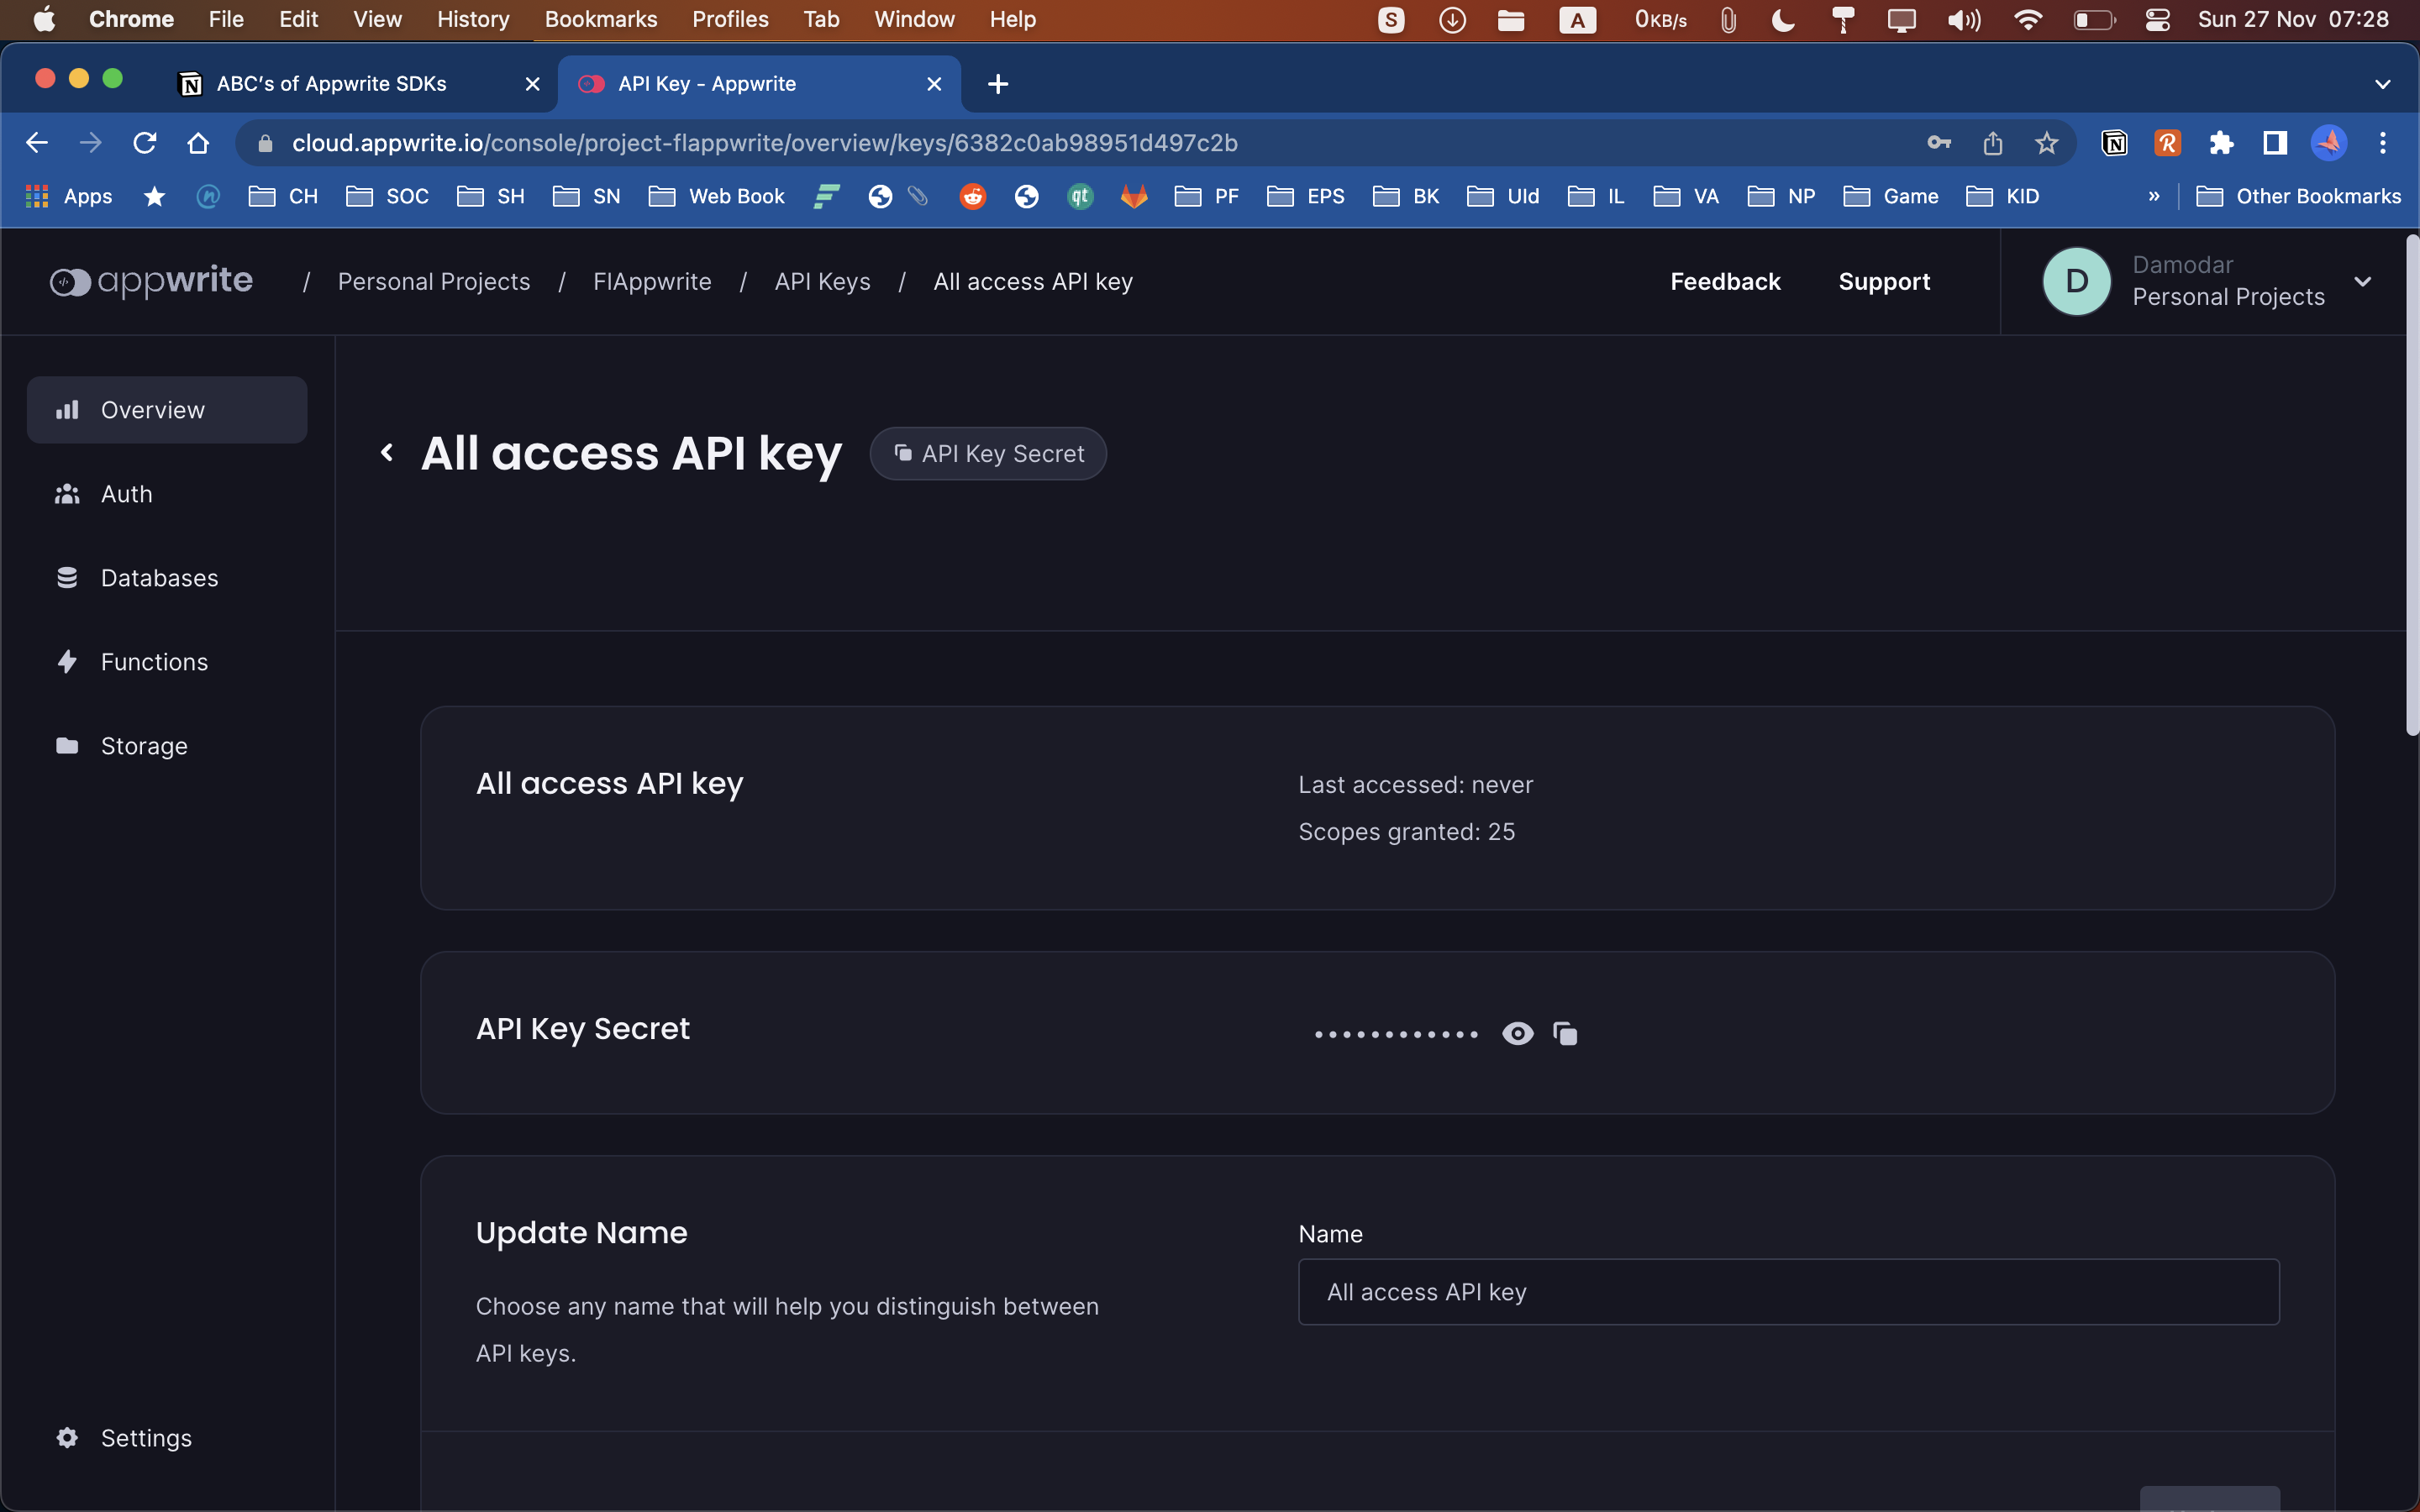 Chrome File Edit View History Bookmarks Profiles Tab Window Help S A 0KB/s Sun 27 Nov 07:28
ABC's of Appwrite SDKs API Key - Appwrite
cloud.appwrite.io/console/project-flappwrite/overview/keys/6382c0ab98951d497c2b
Apps CH SOC SH SN Web Book qt PF EPS BK UId IL VA NP Game KID » Other Bookmarks
appwrite / Personal Projects / FlAppwrite / API Keys / All access API key Feedback Support D Damodar
Personal Projects
Overview
Auth
Databases
Functions
Storage
Settings
All access API key API Key Secret
All access API key Last accessed: never
Scopes granted: 25
API Key Secret ••••••••••••
Update Name
Choose any name that will help you distinguish between
API keys.
Name
All access API key